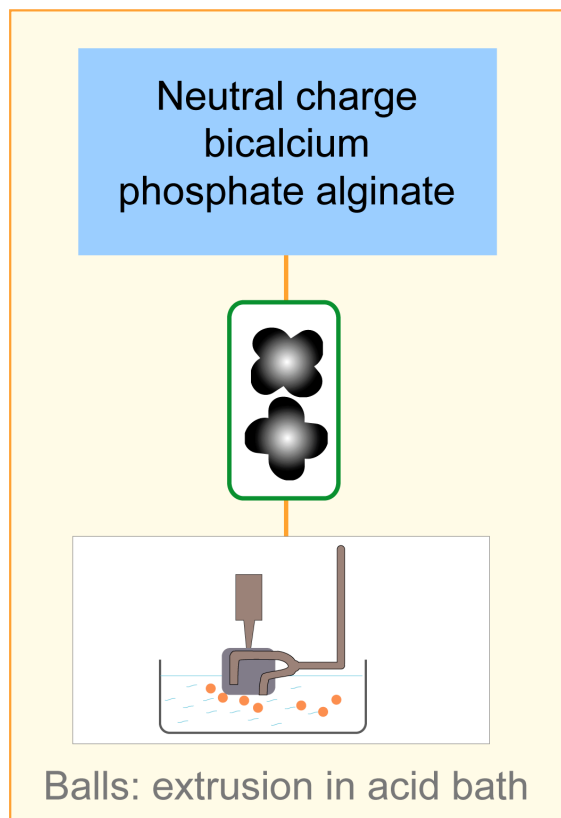 Neutral charge
bicalcium
phosphate alginate
Balls: extrusion in acid bath